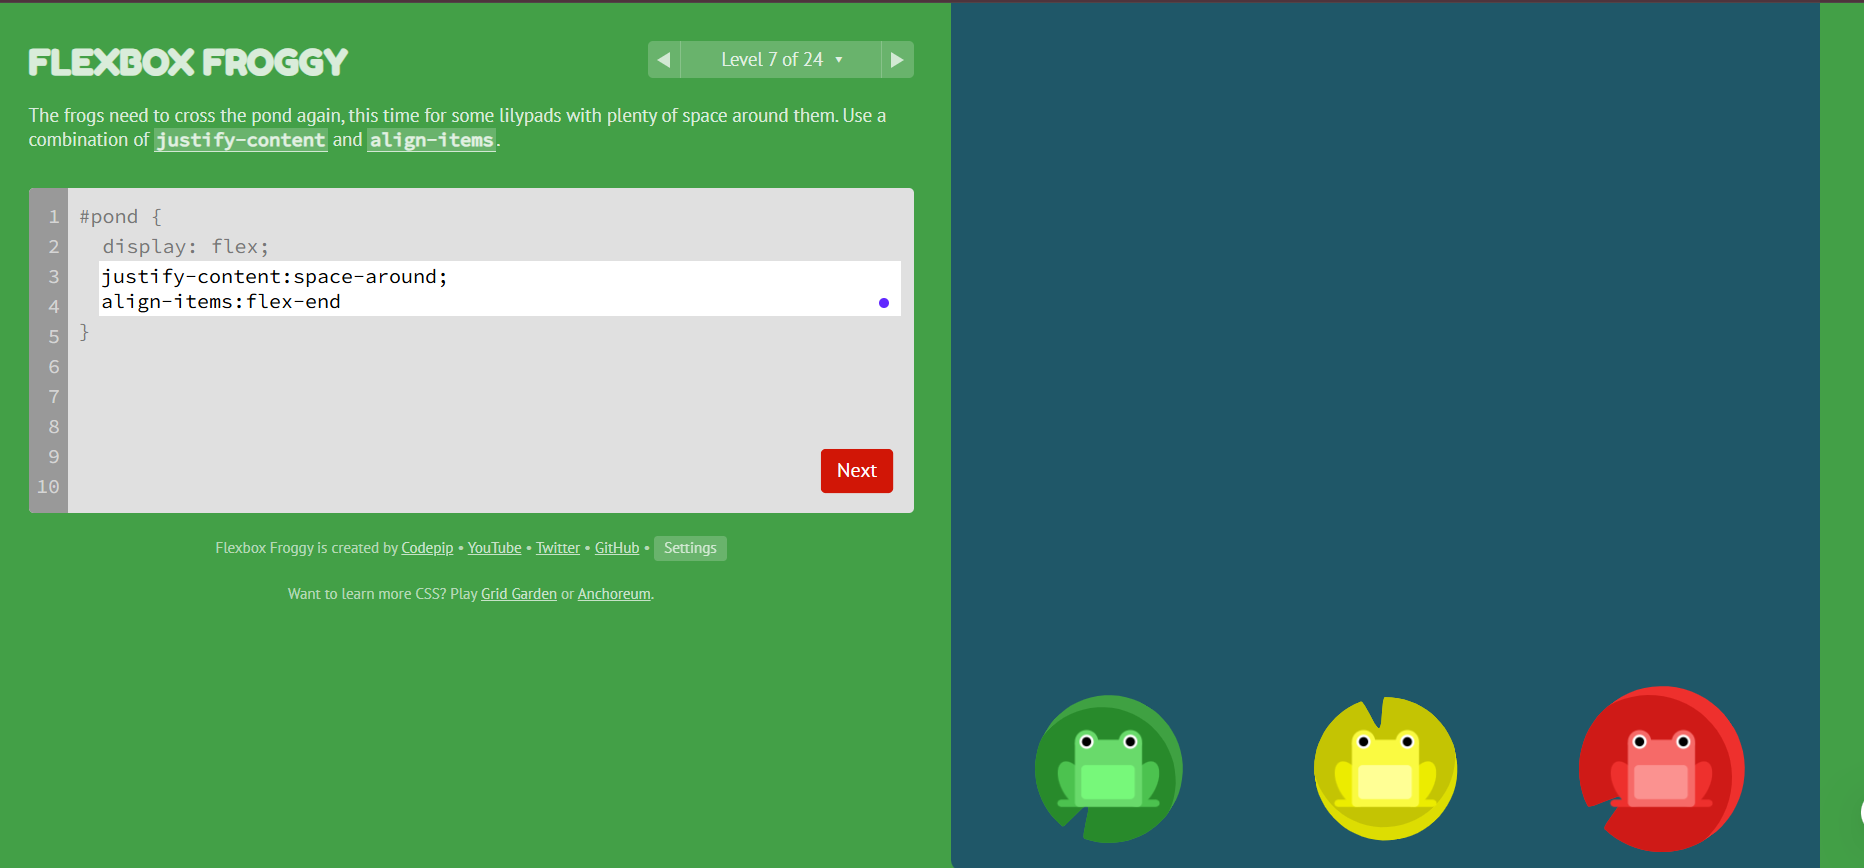 FLEXBOX FROGGY
◀ Level 7 of 24 ▼ ▶
The frogs need to cross the pond again, this time for some lilypads with plenty of space around them. Use a
combination of justify-content and align-items.
1 #pond {
2 display: flex;
3 justify-content:space-around;
4 align-items:flex-end
5 }
6
7
8
9
10
Next
Flexbox Froggy is created by Codepip • YouTube • Twitter • GitHub • Settings
Want to learn more CSS? Play Grid Garden or Anchoreum.